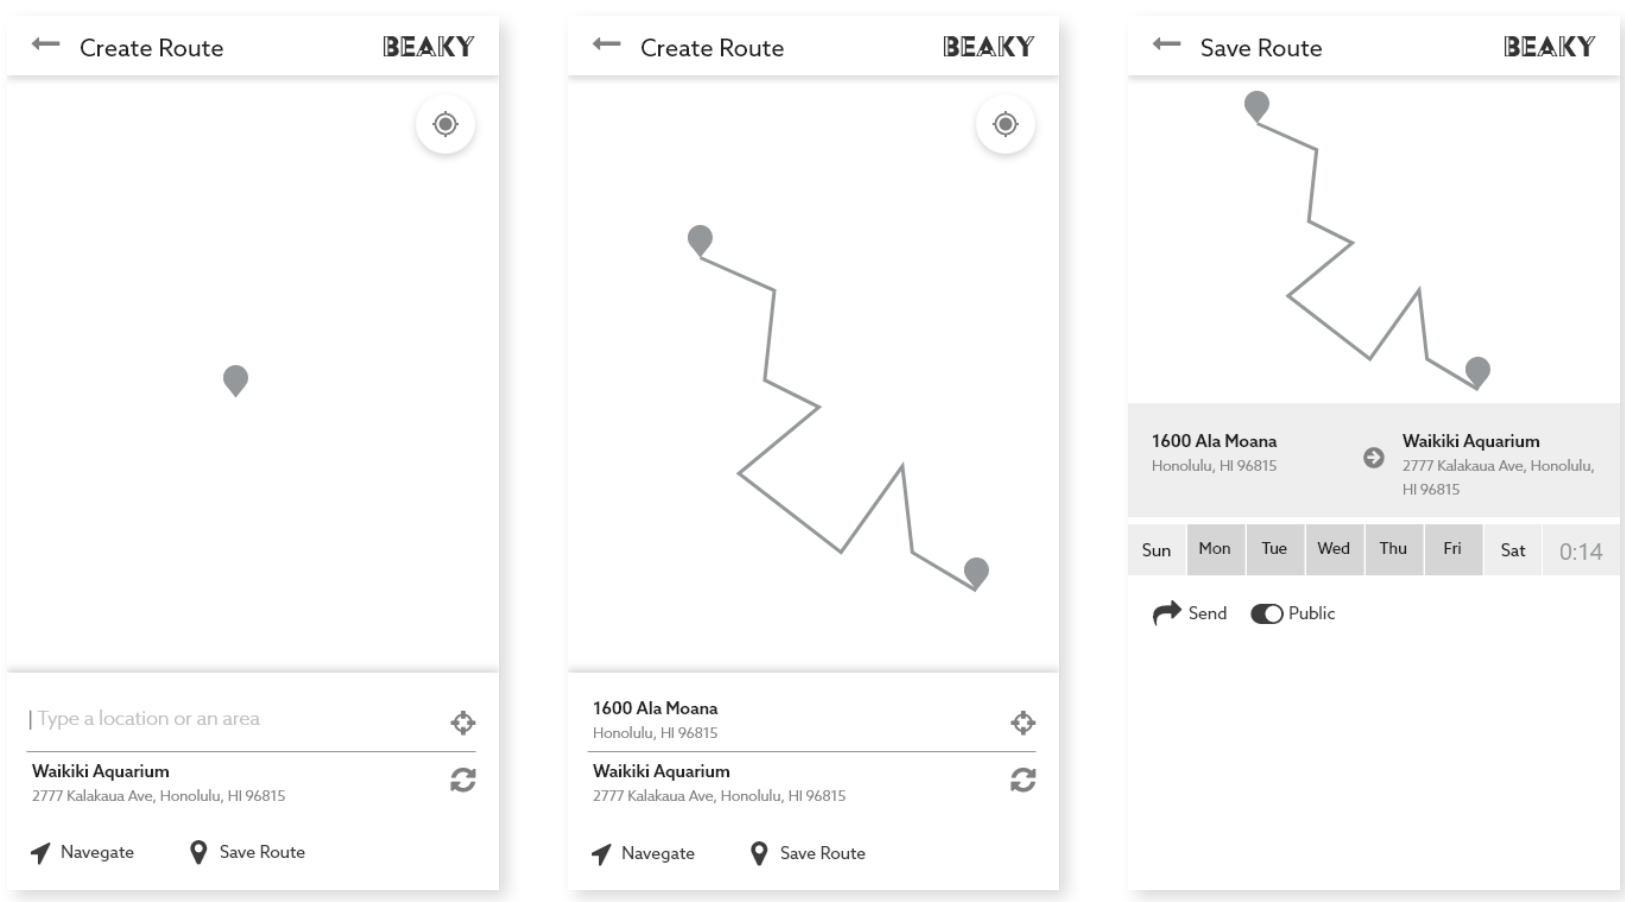 Create Route
BEAKY
Type a location or an area
Waikiki Aquarium
2777 Kalakaua Ave, Honolulu, HI 96815
Navegate
Save Route
Create Route
BEAKY
1600 Ala Moana
Honolulu, HI 96815
Waikiki Aquarium
2777 Kalakaua Ave, Honolulu, HI 96815
Navegate
Save Route
Save Route
BEAKY
1600 Ala Moana
Honolulu, HI 96815
Waikiki Aquarium
2777 Kalakaua Ave, Honolulu,
HI 96815
Sun Mon Tue Wed Thu Fri Sat 0:14
Send Public